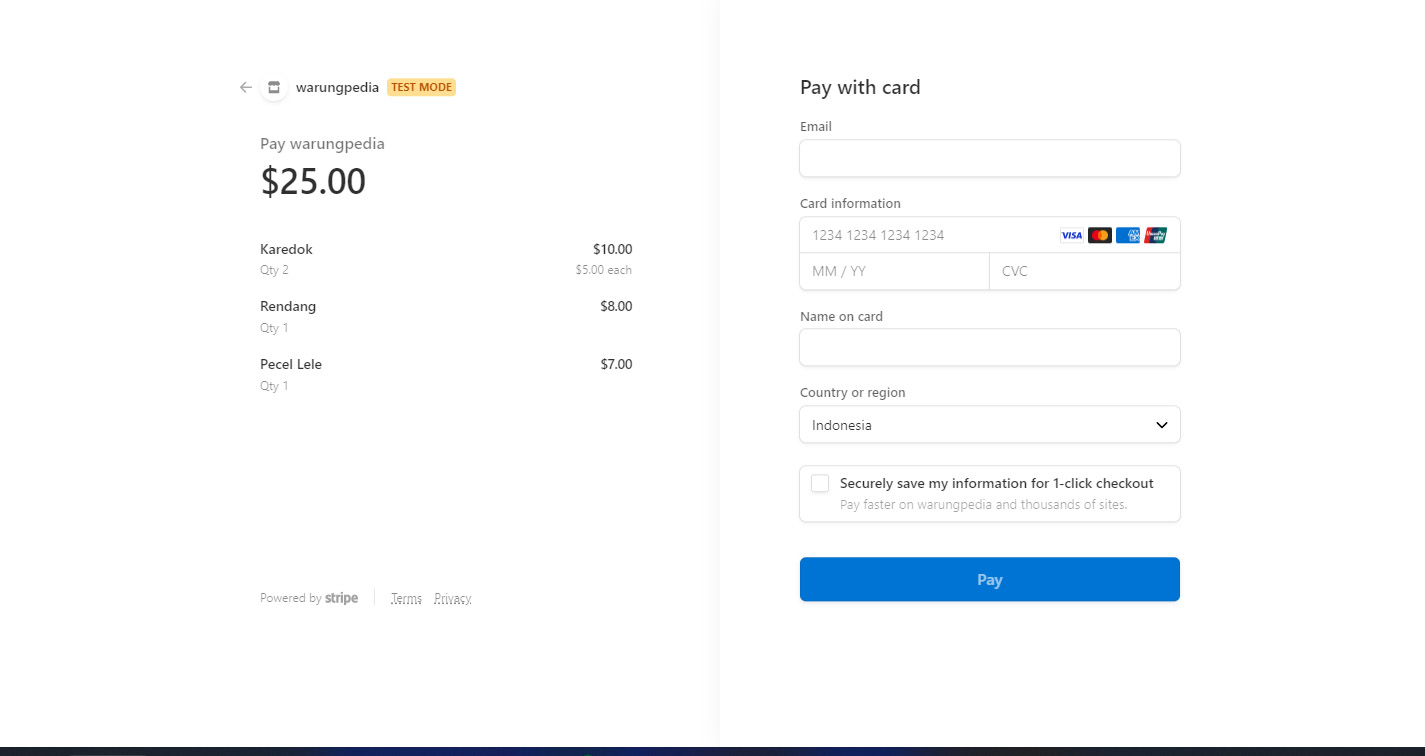 warungpedia TEST MODE
Pay warungpedia
$25.00
Karedok $10.00
Qty 2 $5.00 each
Rendang $8.00
Qty 1
Pecel Lele $7.00
Qty 1
Powered by stripe Terms Privacy
Pay with card
Email
Card information
1234 1234 1234 1234 VISA AM EX UnionPay
MM / YY CVC
Name on card
Country or region
Indonesia
Securely save my information for 1-click checkout
Pay faster on warungpedia and thousands of sites.
Pay